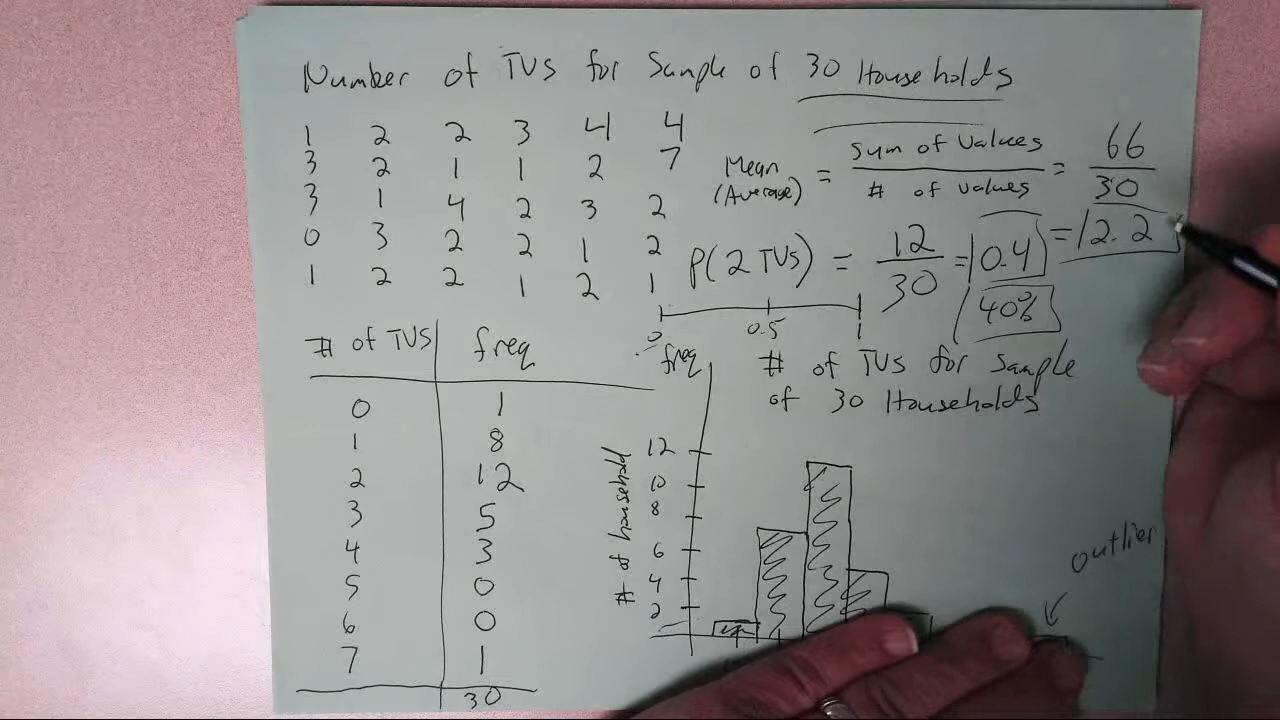 Number of TVs for Sample of 30 Households
1 2 2 3 4 4
3 2 1 1 2 7
3 1 4 2 3 2
0 3 2 2 1 2
1 2 2 1 2 1
Mean (Average) = Sum of Values / # of values = 66 / 30
= 2.2
P(2 TVs) = 12 / 30 = 0.4
40%
0 0.5 1
# of TVs freq
0 1
1 8
2 12
3 5
4 3
5 0
6 0
7 1
30
freq
# of TVs for Sample
of 30 Households
# of household
12
10
8
6
4
2
outlier